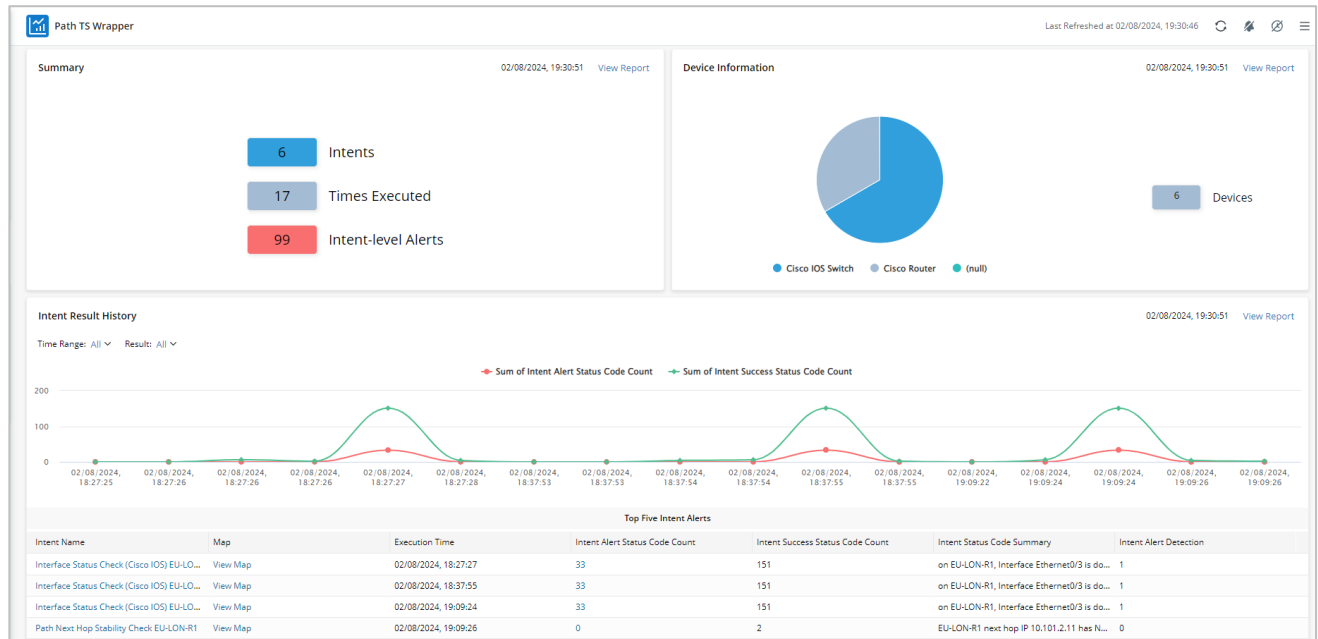 Path TS Wrapper
Last Refreshed at 02/08/2024, 19:30:46
Summary
02/08/2024, 19:30:51 View Report
6 Intents
17 Times Executed
99 Intent-level Alerts
Device Information
02/08/2024, 19:30:51 View Report
6 Devices
Cisco IOS Switch Cisco Router (null)
Intent Result History
02/08/2024, 19:30:51 View Report
Time Range: All Result: All
Sum of Intent Alert Status Code Count Sum of Intent Success Status Code Count
200
100
0
02/08/2024, 02/08/2024, 02/08/2024, 02/08/2024, 02/08/2024, 02/08/2024, 02/08/2024, 02/08/2024, 02/08/2024, 02/08/2024, 02/08/2024, 02/08/2024, 02/08/2024, 02/08/2024, 02/08/2024, 02/08/2024, 02/08/2024,
18:27:25 18:27:26 18:27:26 18:27:26 18:27:27 18:27:28 18:37:53 18:37:53 18:37:54 18:37:54 18:37:55 18:37:55 19:09:22 19:09:24 19:09:24 19:09:26 19:09:26
Top Five Intent Alerts
Intent Name Map Execution Time Intent Alert Status Code Count Intent Success Status Code Count Intent Status Code Summary Intent Alert Detection
Interface Status Check (Cisco IOS) EU-LO... View Map 02/08/2024, 18:27:27 33 151 on EU-LON-R1, Interface Ethernet0/3 is do... 1
Interface Status Check (Cisco IOS) EU-LO... View Map 02/08/2024, 18:37:55 33 151 on EU-LON-R1, Interface Ethernet0/3 is do... 1
Interface Status Check (Cisco IOS) EU-LO... View Map 02/08/2024, 19:09:24 33 151 on EU-LON-R1, Interface Ethernet0/3 is do... 1
Path Next Hop Stability Check EU-LON-R1 View Map 02/08/2024, 19:09:26 0 2 EU-LON-R1 next hop IP 10.101.2.11 has N... 0